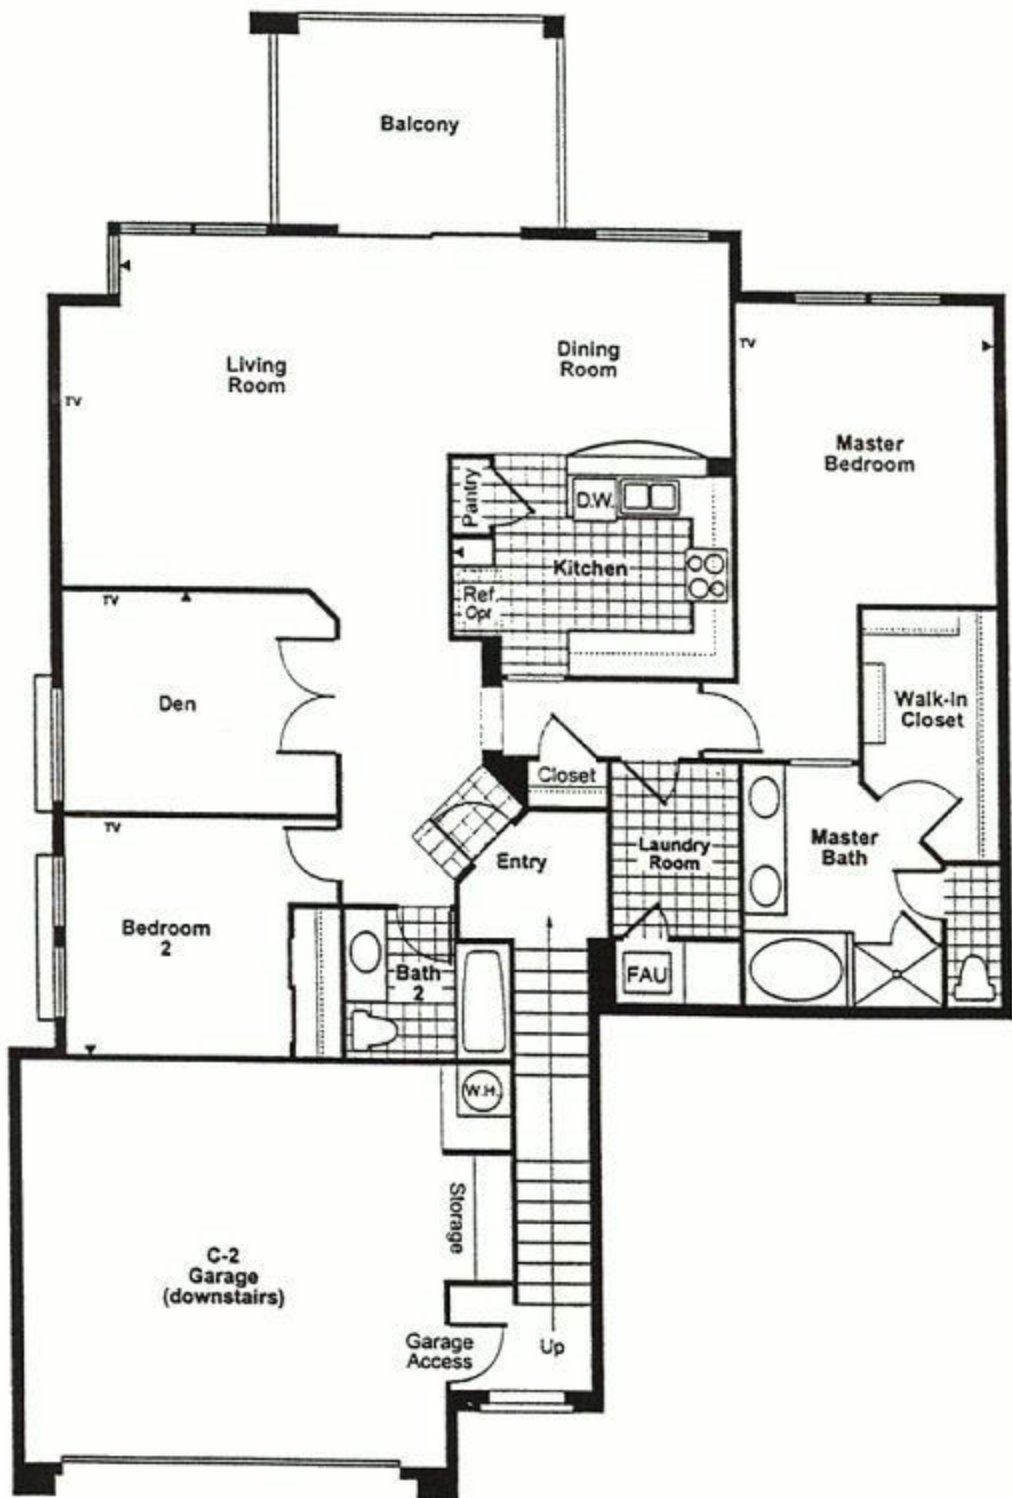 Balcony
Living
Room
Dining
Room
TV
TV
Master
Bedroom
Pantry
D.W.
Kitchen
Ref.
Opt
TV
Den
Walk-in
Closet
Closet
TV
Entry
Laundry
Room
Master
Bath
Bedroom
2
Bath
2
FAU
W.H.
Storage
C-2
Garage
(downstairs)
Garage
Access
Up